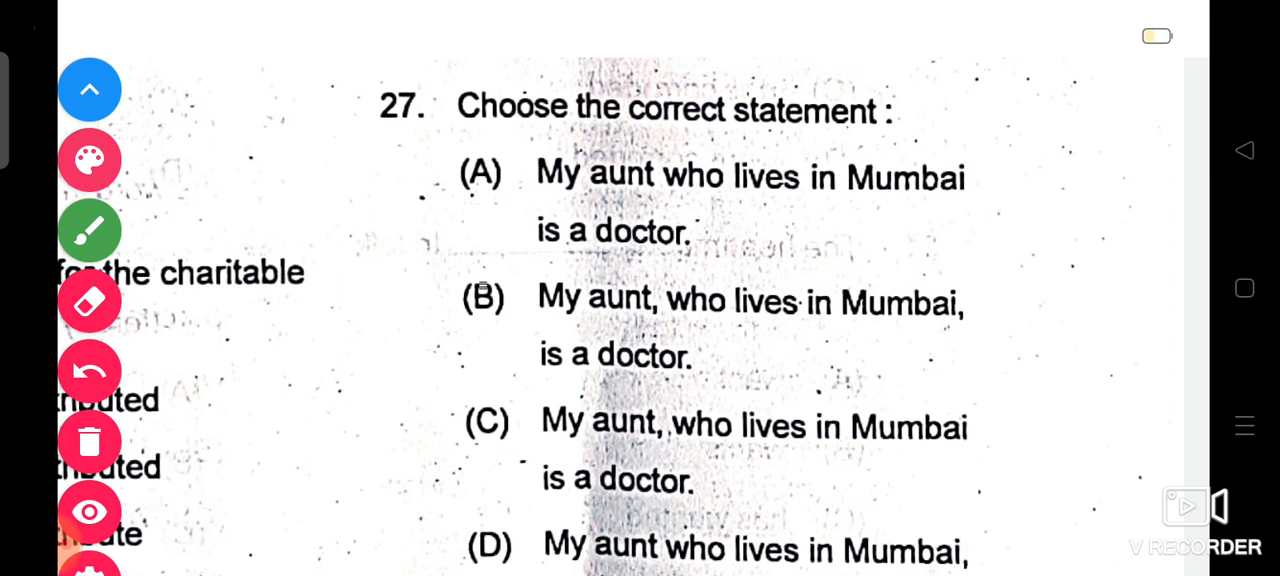 27. Choose the correct statement :
(A) My aunt who lives in Mumbai
is a doctor.
for the charitable
(B) My aunt, who lives in Mumbai,
is a doctor.
(C) My aunt, who lives in Mumbai
is a doctor.
(D) My aunt who lives in Mumbai,
V RECORDER